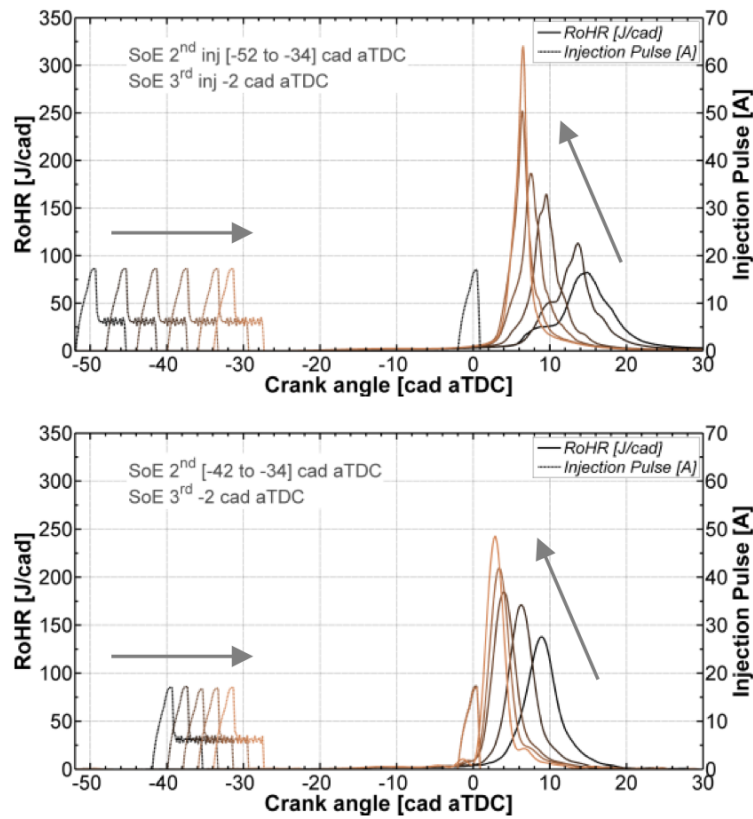 350
300
250
200
150
100
50
0
RoHR [J/cad]
SoE 2nd inj [-52 to -34] cad aTDC
SoE 3rd inj -2 cad aTDC
RoHR [J/cad]
Injection Pulse [A]
70
60
50
40
30
20
10
0
Injection Pulse [A]
-50 -40 -30 -20 -10 0 10 20 30
Crank angle [cad aTDC]
350
300
250
200
150
100
50
0
RoHR [J/cad]
SoE 2nd [-42 to -34] cad aTDC
SoE 3rd -2 cad aTDC
RoHR [J/cad]
Injection Pulse [A]
70
60
50
40
30
20
10
0
Injection Pulse [A]
-50 -40 -30 -20 -10 0 10 20 30
Crank angle [cad aTDC]